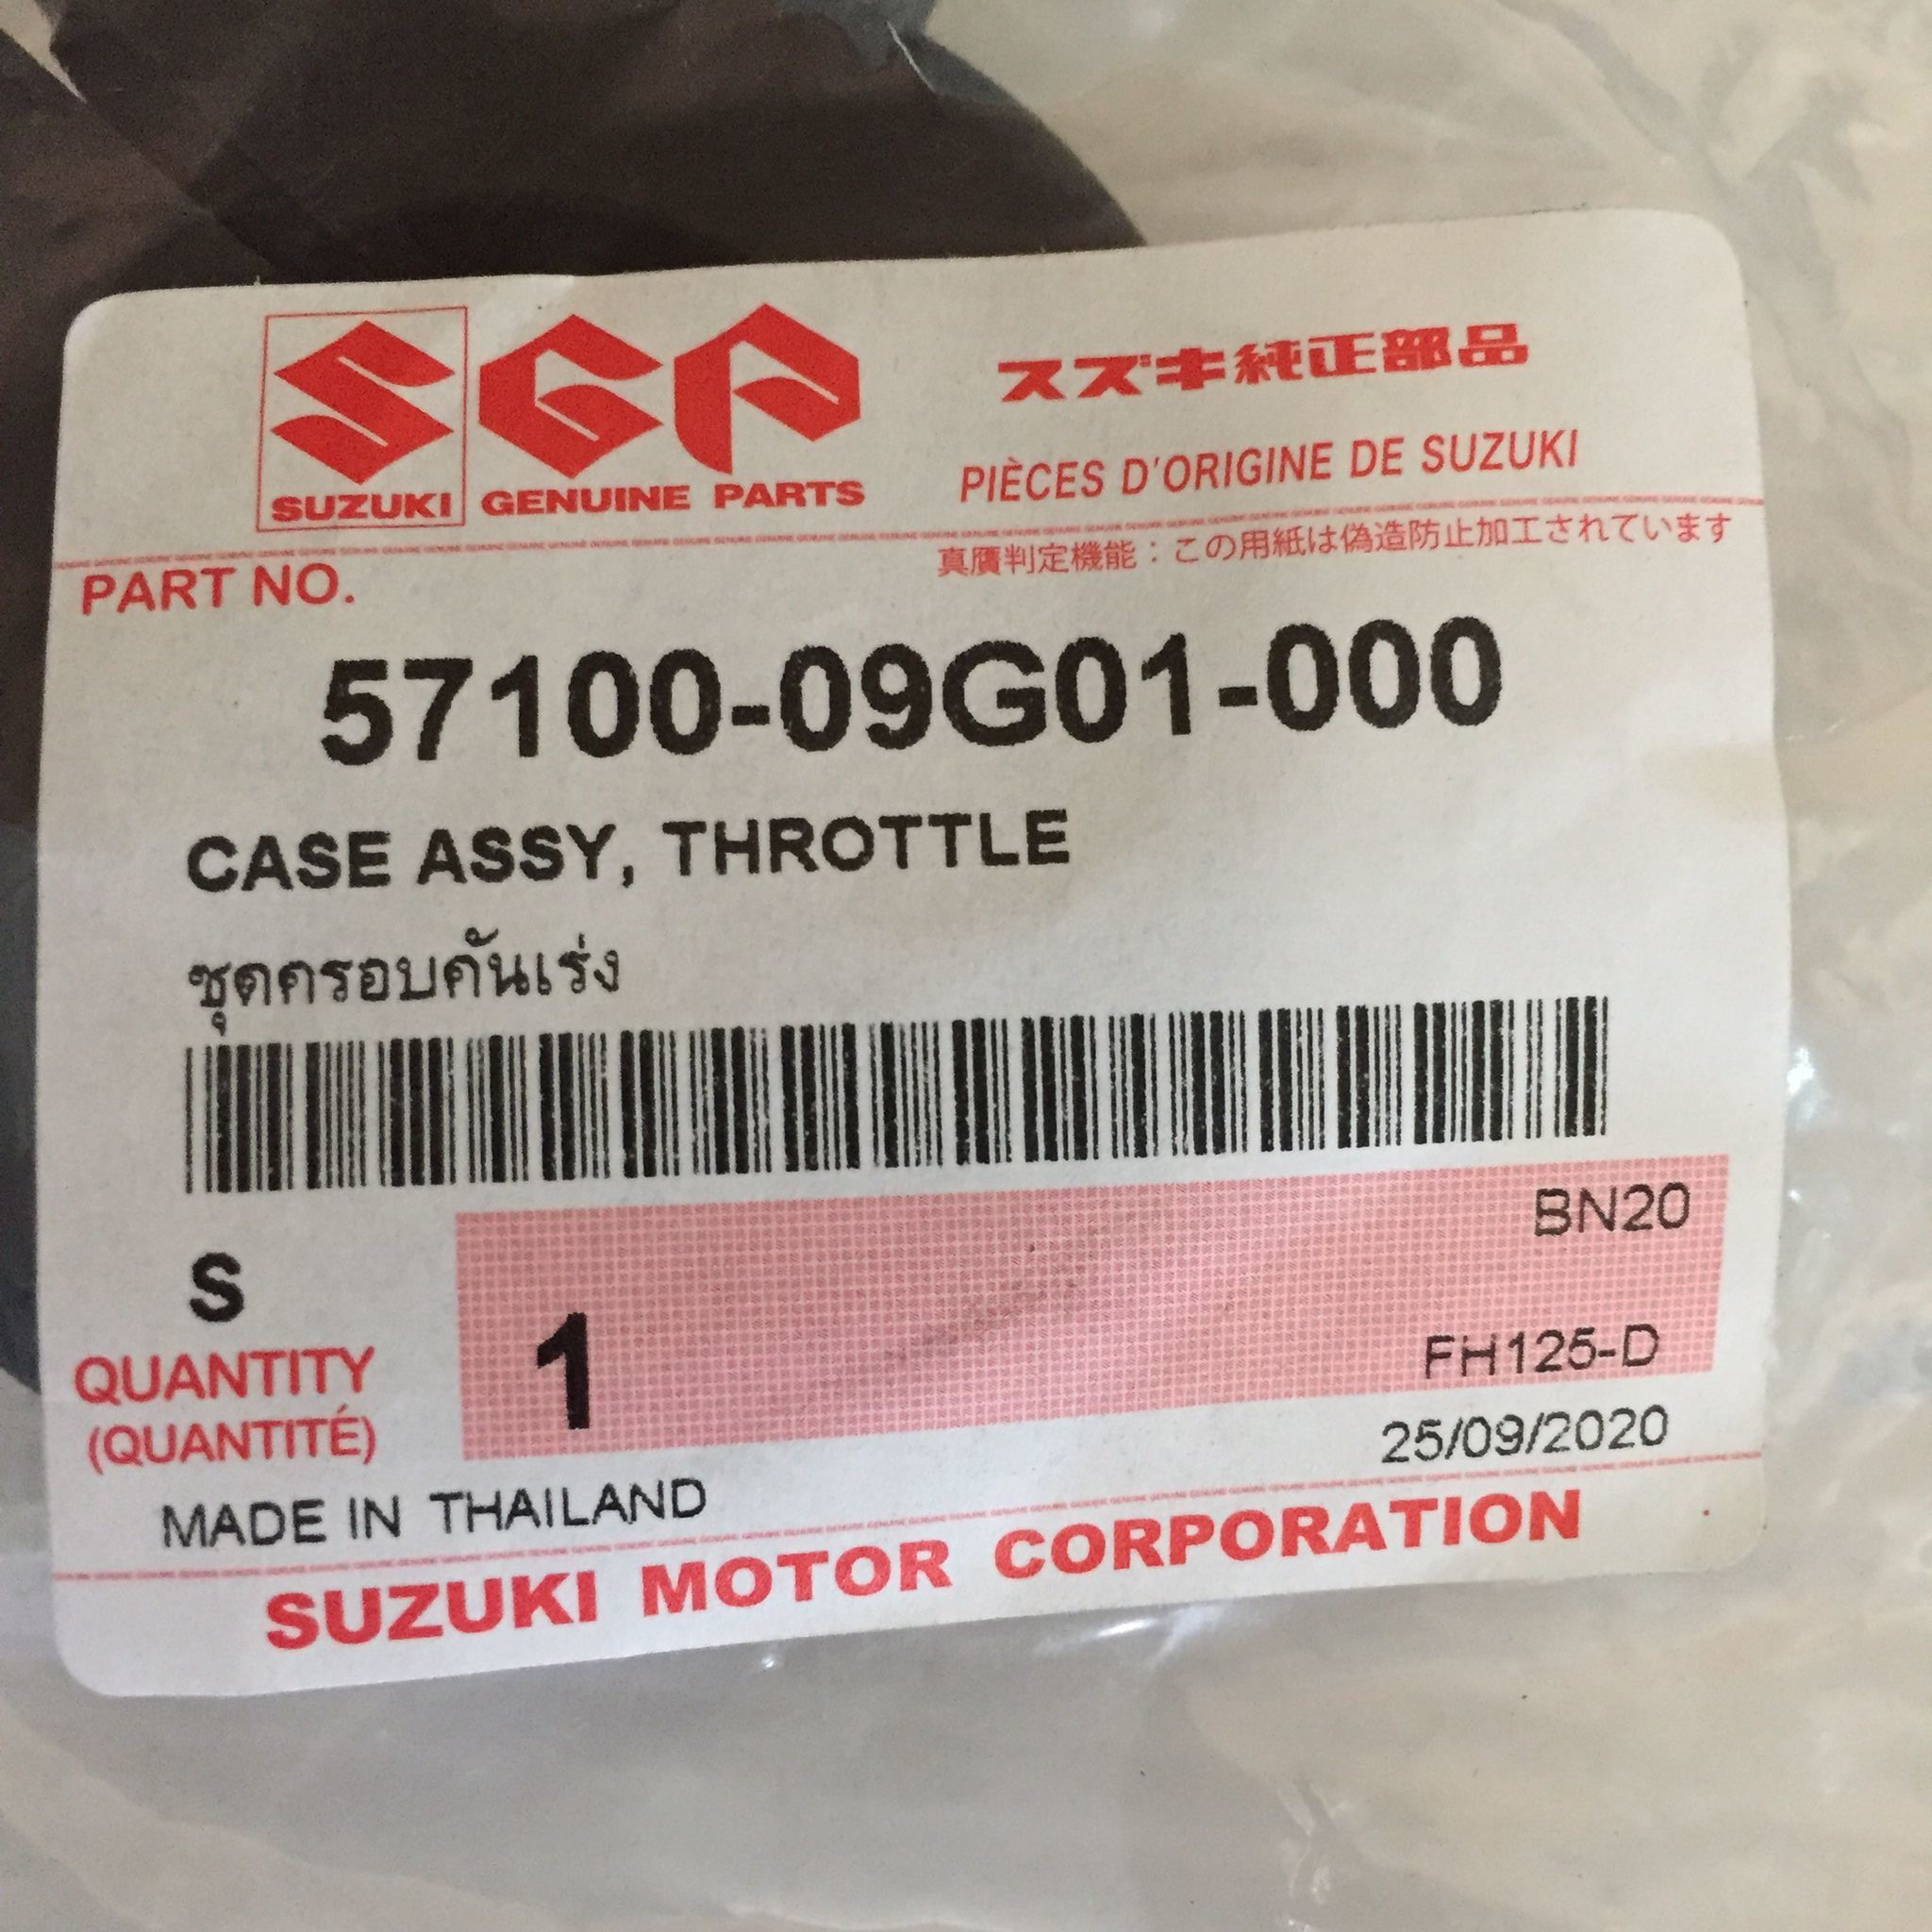 SGP
スズキ純正部品
SUZUKI GENUINE PARTS
PIÈCES D'ORIGINE DE SUZUKI
真贋判定機能：この用紙は偽造防止加工されています
PART NO.
57100-09G01-000
CASE ASSY, THROTTLE
ชุดครอบคันเร่ง
BN20
S
1
FH125-D
QUANTITY
(QUANTITÉ)
25/09/2020
MADE IN THAILAND
SUZUKI MOTOR CORPORATION